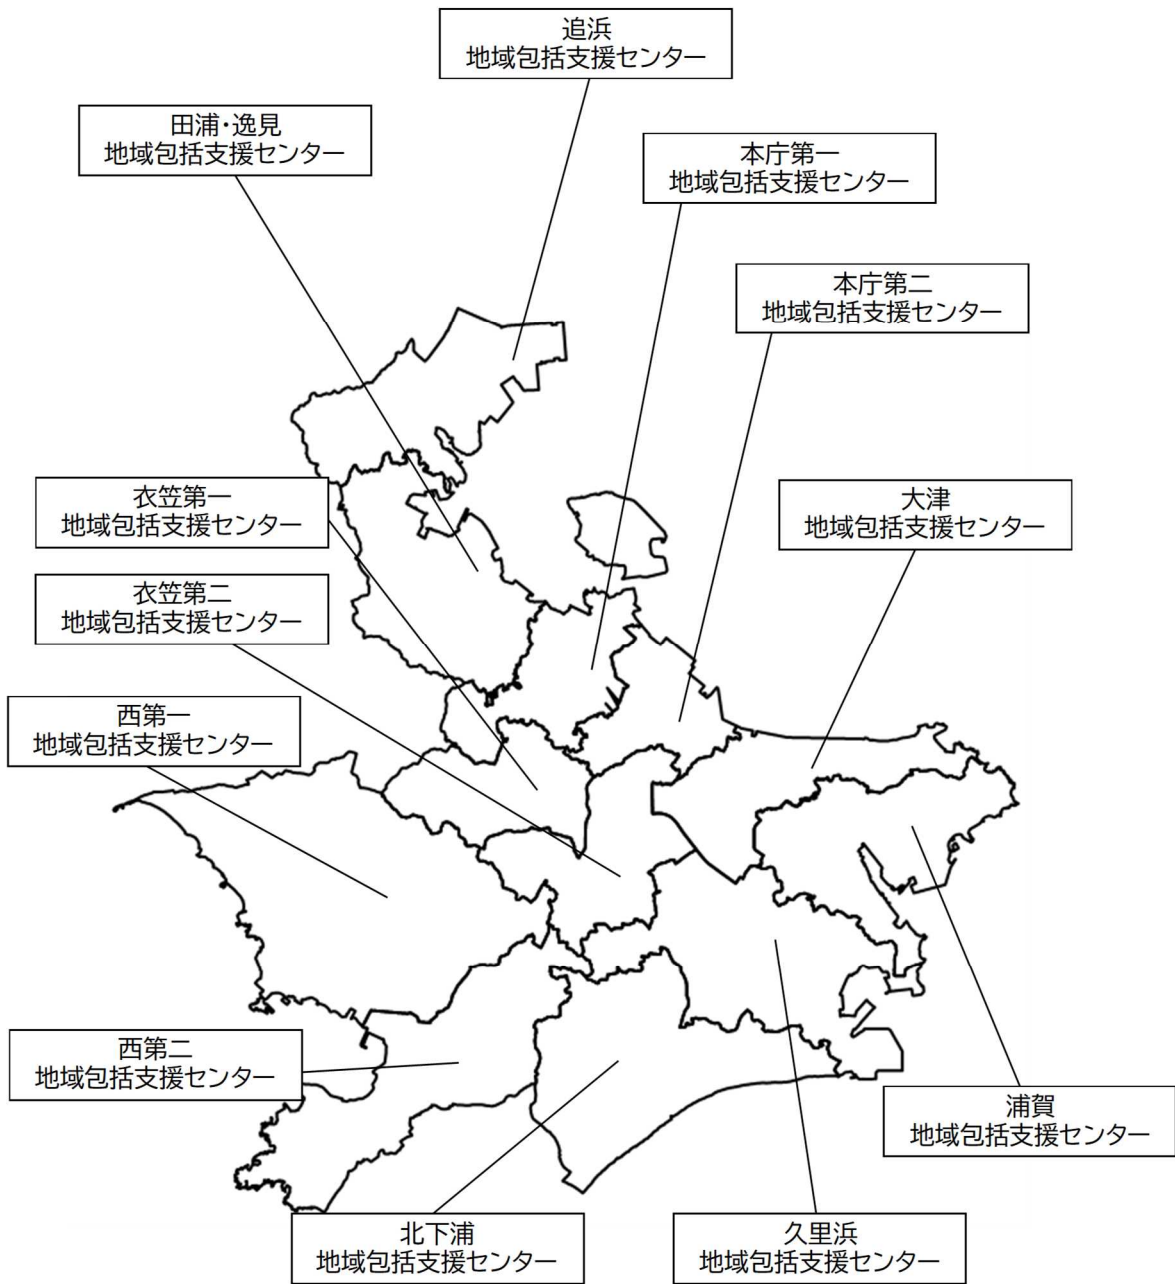 追浜
地域包括支援センター
田浦・逸見
地域包括支援センター
本庁第一
地域包括支援センター
本庁第二
地域包括支援センター
衣笠第一
地域包括支援センター
大津
地域包括支援センター
衣笠第二
地域包括支援センター
西第一
地域包括支援センター
西第二
地域包括支援センター
浦賀
地域包括支援センター
北下浦
地域包括支援センター
久里浜
地域包括支援センター